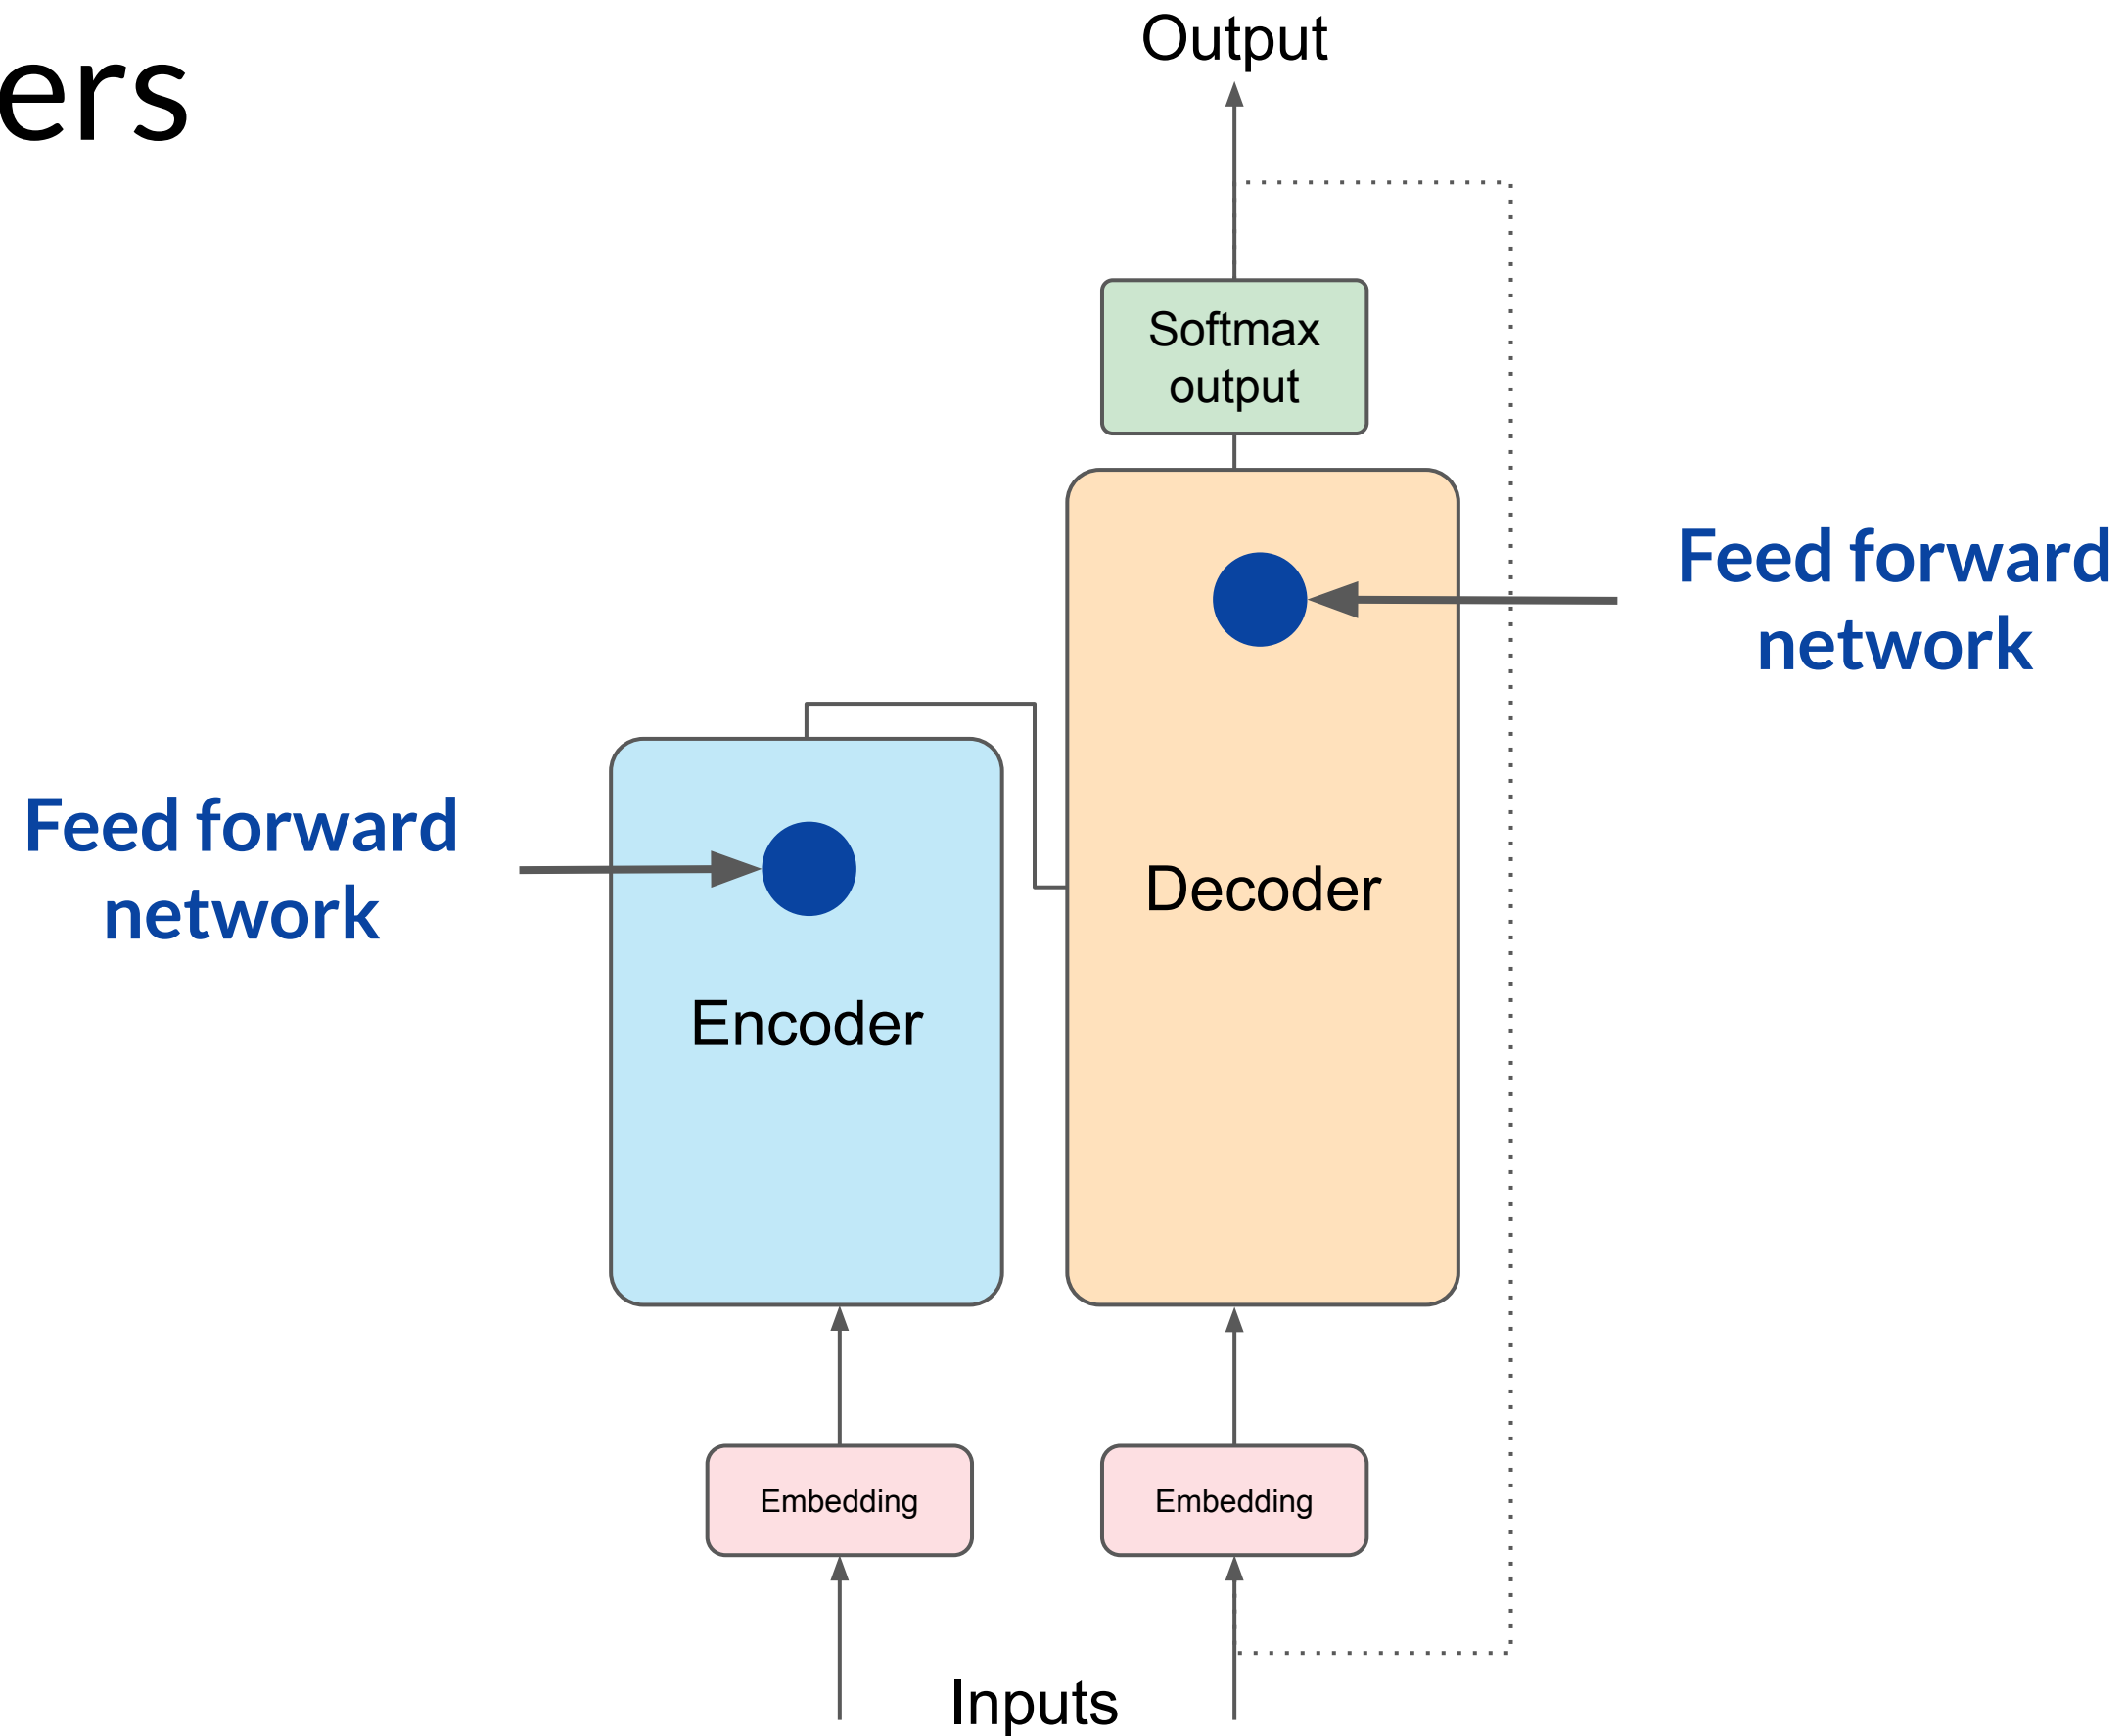 ers
Output
Softmax
output
Feed forward
network
Feed forward
network
Decoder
Encoder
Embedding
Embedding
Inputs